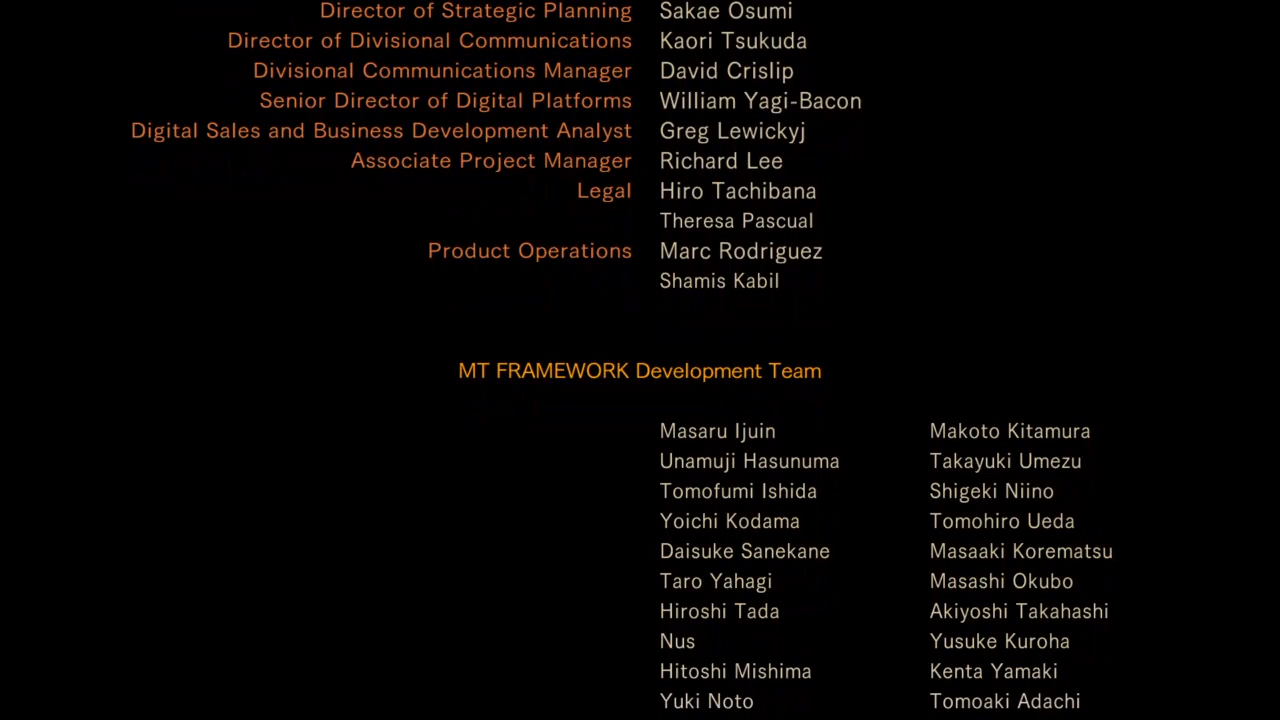 Director of Strategic Planning Sakae Osumi
Director of Divisional Communications Kaori Tsukuda
Divisional Communications Manager David Crislip
Senior Director of Digital Platforms William Yagi-Bacon
Digital Sales and Business Development Analyst Greg Lewickyj
Associate Project Manager Richard Lee
Legal Hiro Tachibana
Theresa Pascual
Product Operations Marc Rodriguez
Shamis Kabil
MT FRAMEWORK Development Team
Masaru Ijuin Makoto Kitamura
Unamuji Hasunuma Takayuki Umezu
Tomofumi Ishida Shigeki Niino
Yoichi Kodama Tomohiro Ueda
Daisuke Sanekane Masaaki Korematsu
Taro Yahagi Masashi Okubo
Hiroshi Tada Akiyoshi Takahashi
Nus Yusuke Kuroha
Hitoshi Mishima Kenta Yamaki
Yuki Noto Tomoaki Adachi